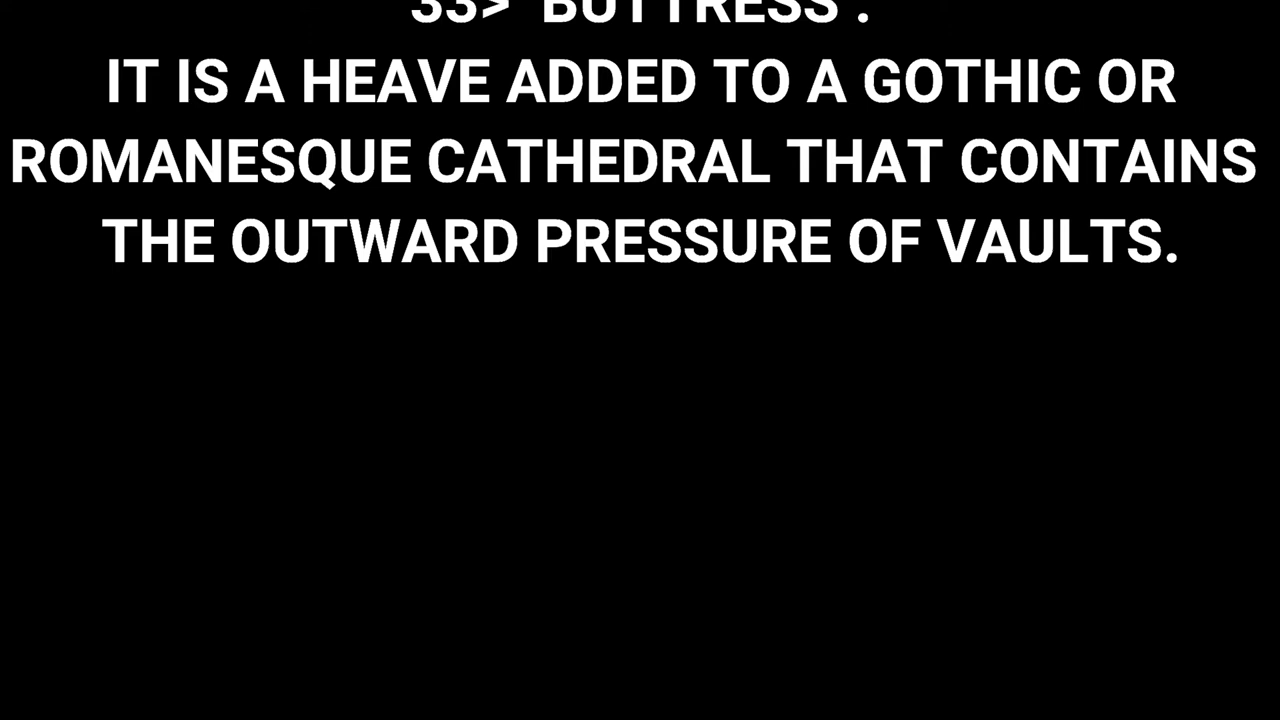 33> BUTTRESS .
IT IS A HEAVE ADDED TO A GOTHIC OR
ROMANESQUE CATHEDRAL THAT CONTAINS
THE OUTWARD PRESSURE OF VAULTS.